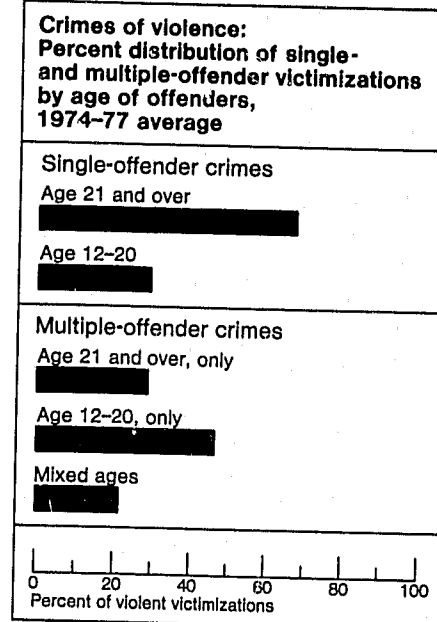 Crimes of violence:
Percent distribution of single-
and multiple-offender victimizations
by age of offenders,
1974–77 average
Single-offender crimes
Age 21 and over
Age 12–20
Multiple-offender crimes
Age 21 and over, only
Age 12–20, only
Mixed ages
0 20 40 60 80 100
Percent of violent victimizations